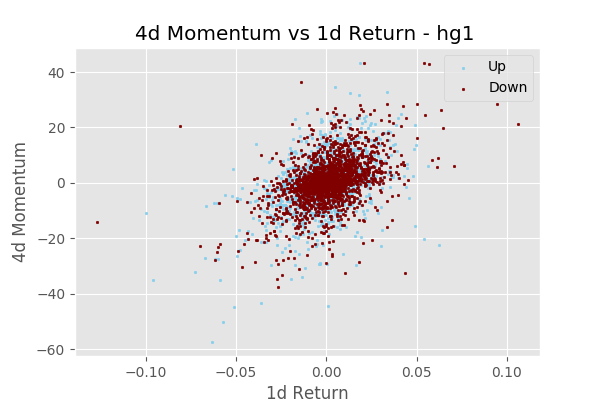 4d Momentum vs 1d Return - hg1
Up
Down
4d Momentum
40
20
0
−20
−40
−60
−0.10 −0.05 0.00 0.05 0.10
1d Return